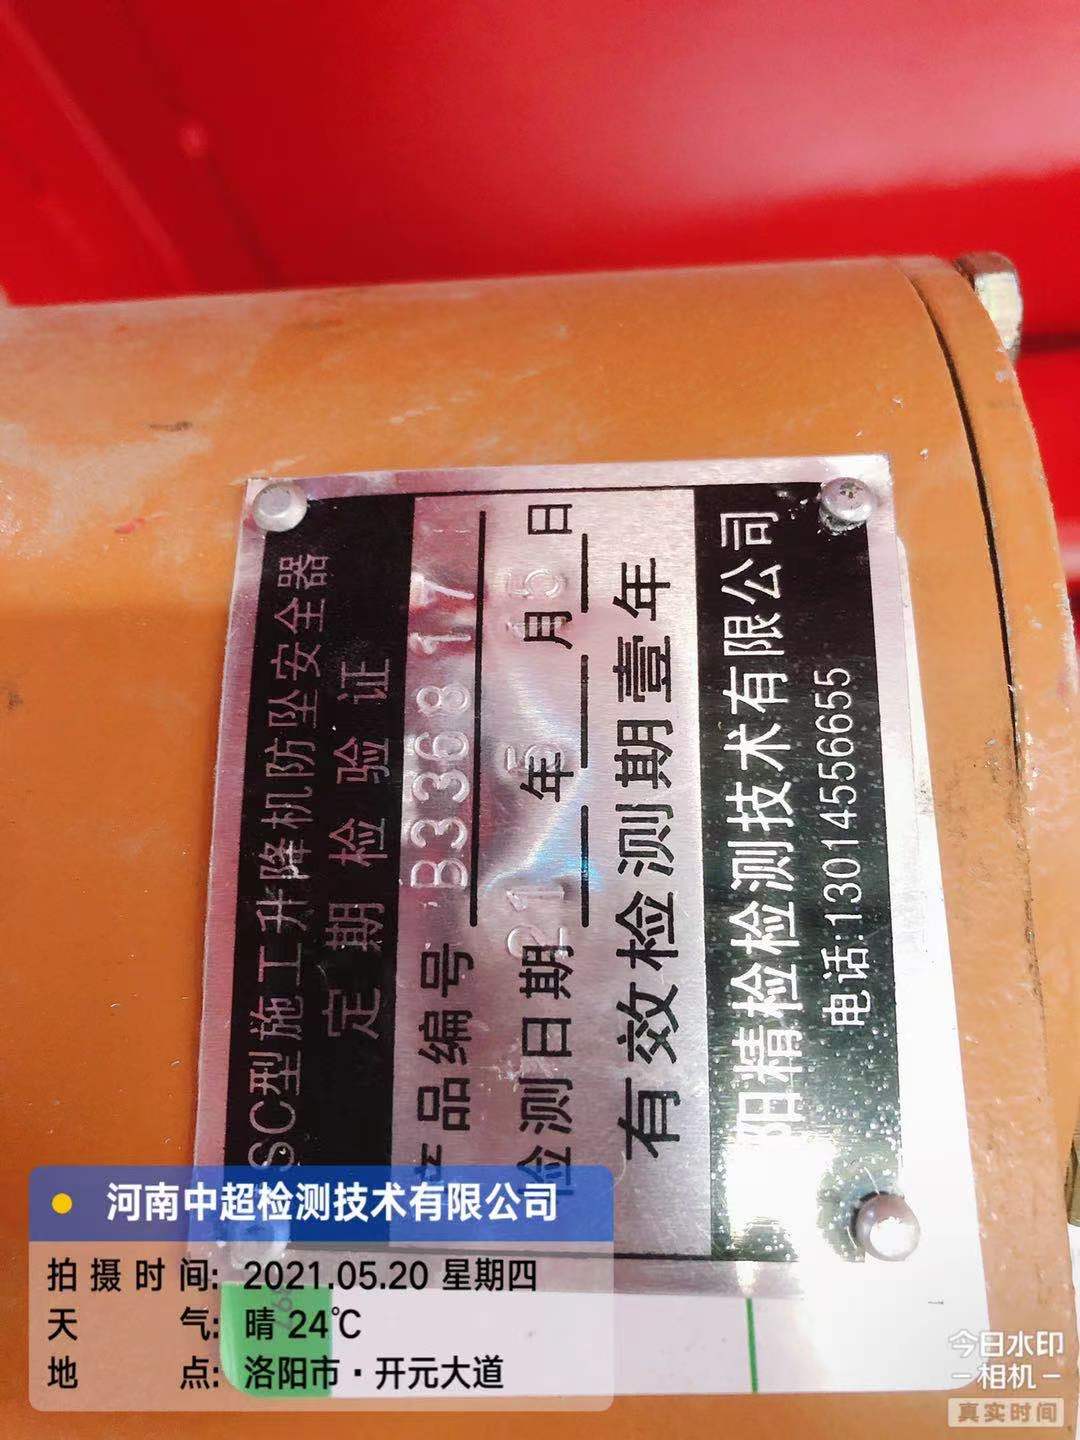 SC型施工升降机防坠安全器
定期检验证
产品编号 B336817
检测日期 21年5月15日
有效检测期壹年
阳精检检测技术有限公司
电话:13014556655
河南中超检测技术有限公司
拍摄时间: 2021.05.20 星期四
天气: 晴 24℃
地点: 洛阳市·开元大道
今日水印
相机
真实时间